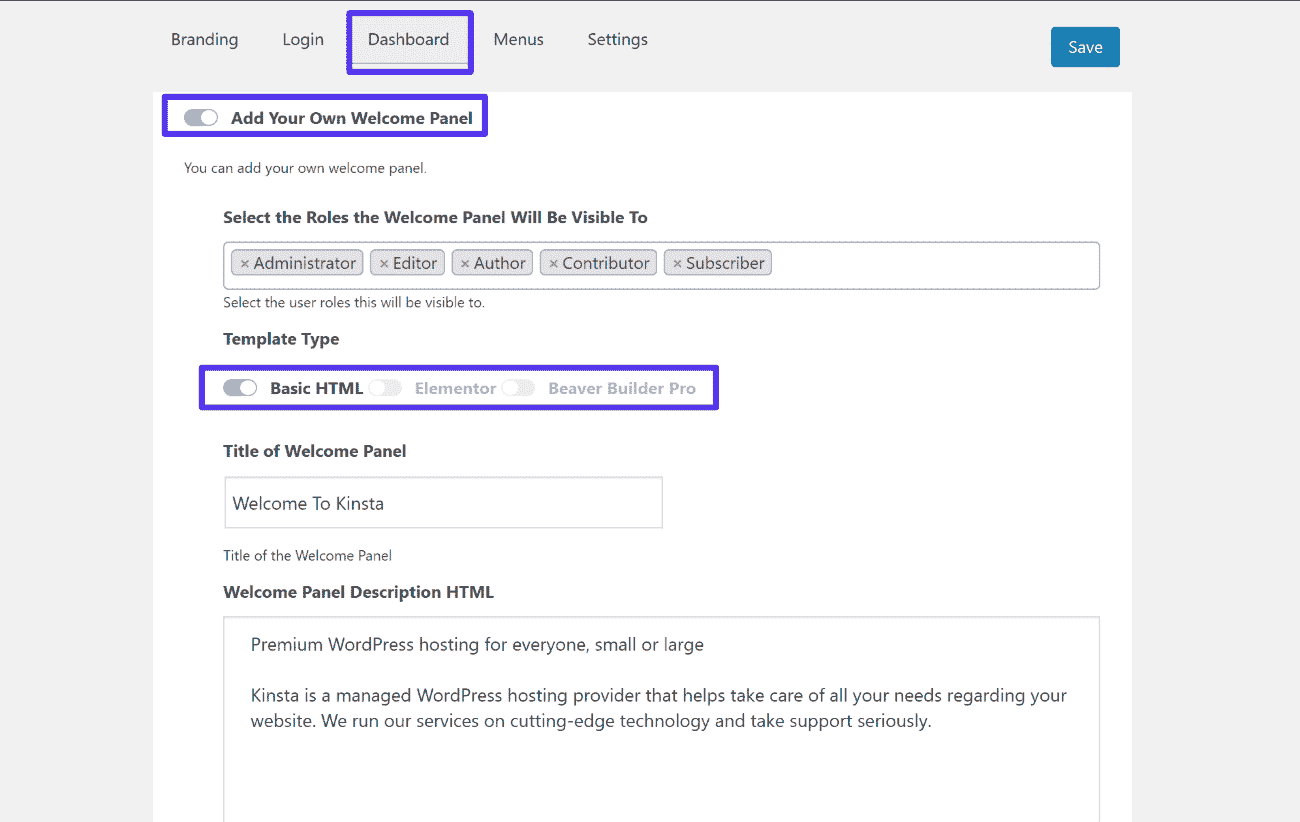 Branding Login Dashboard Menus Settings Save
Add Your Own Welcome Panel
You can add your own welcome panel.
Select the Roles the Welcome Panel Will Be Visible To
× Administrator × Editor × Author × Contributor × Subscriber
Select the user roles this will be visible to.
Template Type
Basic HTML Elementor Beaver Builder Pro
Title of Welcome Panel
Welcome To Kinsta
Title of the Welcome Panel
Welcome Panel Description HTML
Premium WordPress hosting for everyone, small or large
Kinsta is a managed WordPress hosting provider that helps take care of all your needs regarding your
website. We run our services on cutting-edge technology and take support seriously.